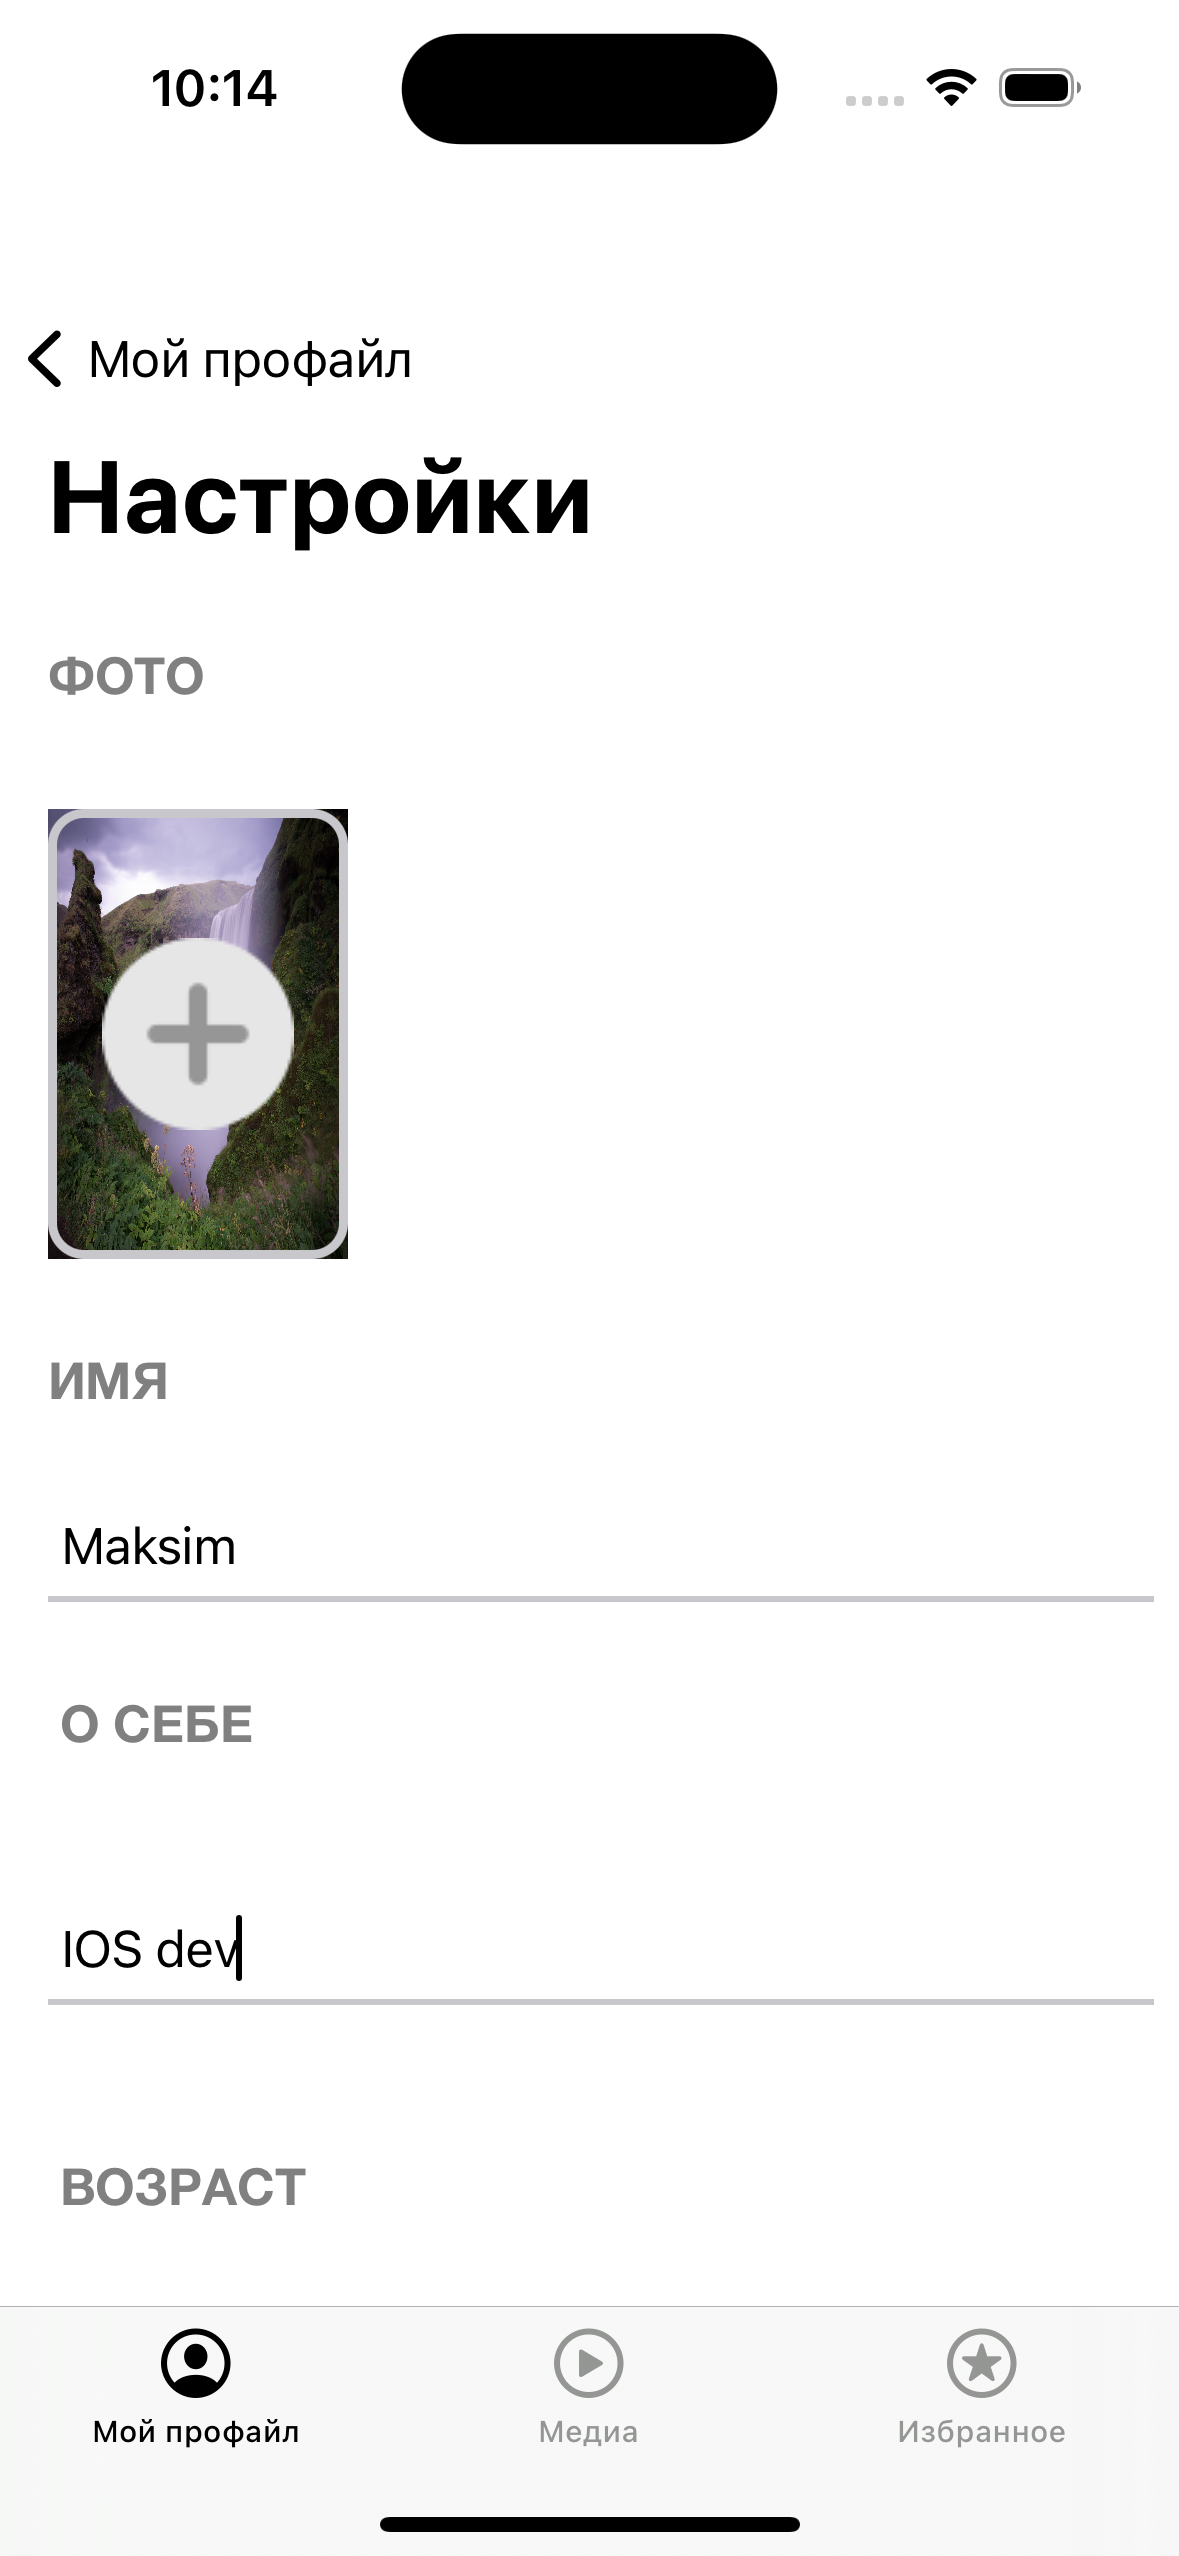 10:14
Мой профайл
Настройки
ФОТО
ИМЯ
Maksim
О СЕБЕ
IOS dev
ВОЗРАСТ
Мой профайл
Медиа
Избранное